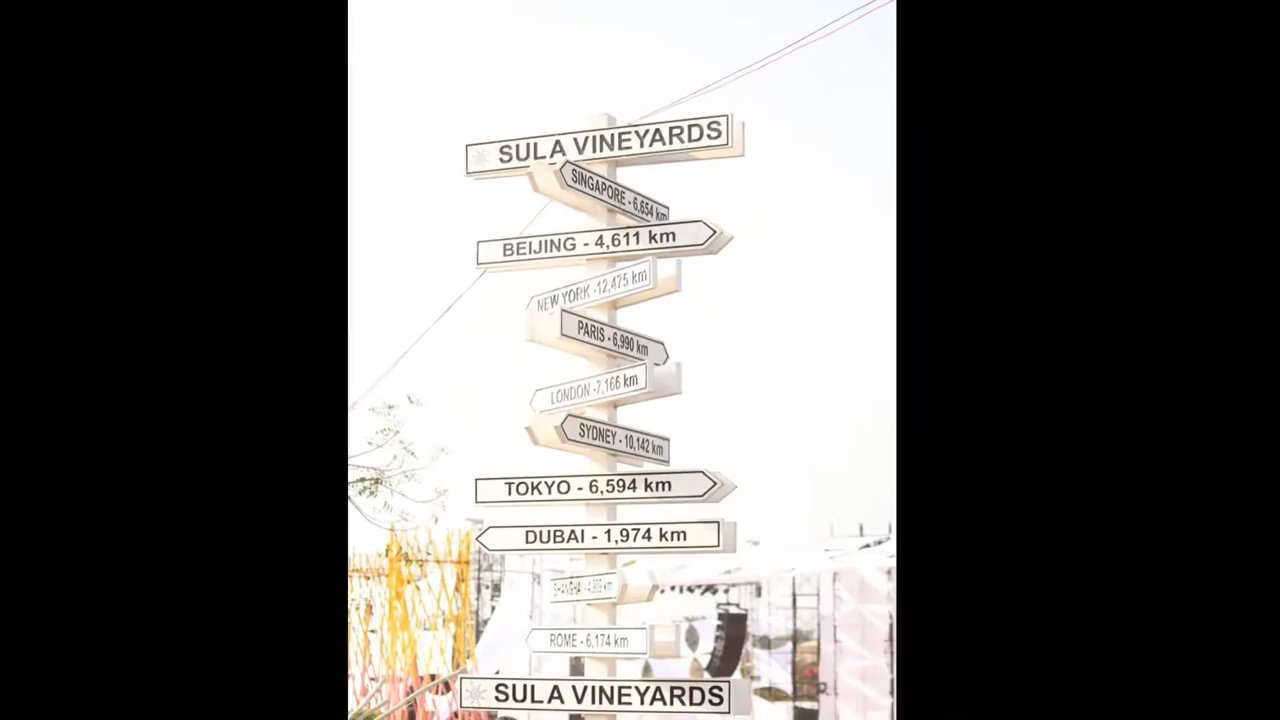 SULA VINEYARDS
SINGAPORE - 6,654 km
BEIJING - 4,611 km
NEW YORK -12,475 km
PARIS - 6,990 km
LONDON -7,166 km
SYDNEY - 10,142 km
TOKYO - 6,594 km
DUBAI - 1,974 km
SHANGHAI
ROME - 6,174 km
SULA VINEYARDS